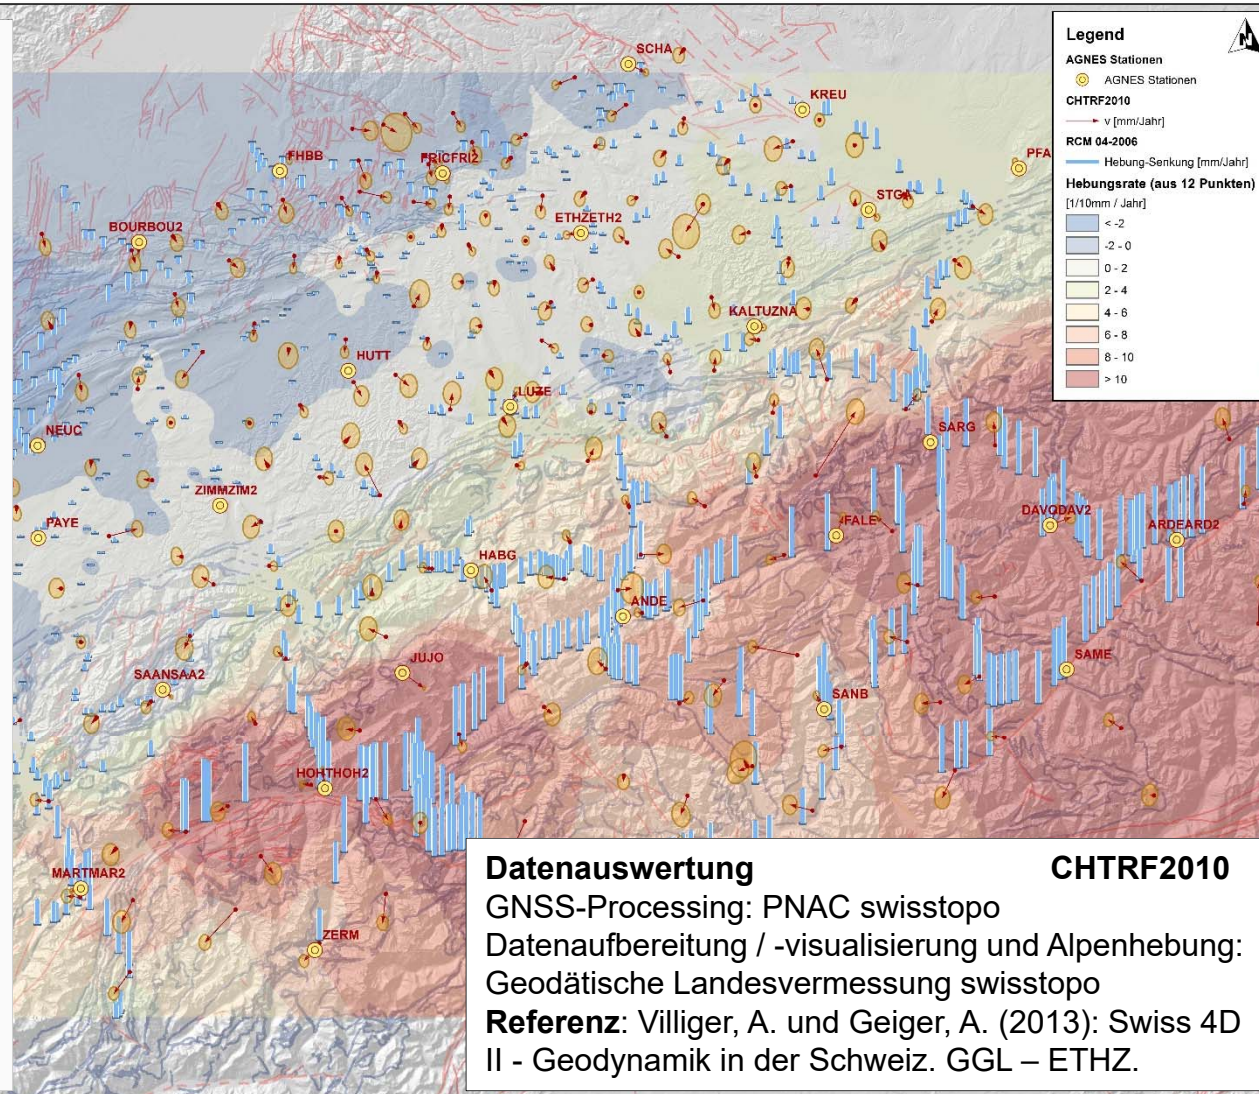 SCHA
KREU
FHBB
FRICFRI2
PFA
STGA
BOURBOU2
ETHZETH2
KALTUZNA
HUTT
LUZE
NEUC
SARG
ZIMMZIM2
PAYE
FALE
DAVODAV2
ARDEARD2
HABG
ANDE
JUJO
SAME
SAANSAA2
SANB
HOHTHOH2
MARTMAR2
ZERM
Legend
N
AGNES Stationen
AGNES Stationen
CHTRF2010
v [mm/Jahr]
RCM 04-2006
Hebung-Senkung [mm/Jahr]
Hebungsrate (aus 12 Punkten)
[1/10mm / Jahr]
< -2
-2 - 0
0 - 2
2 - 4
4 - 6
6 - 8
8 - 10
> 10
Datenauswertung CHTRF2010
GNSS-Processing: PNAC swisstopo
Datenaufbereitung / -visualisierung und Alpenhebung:
Geodätische Landesvermessung swisstopo
Referenz: Villiger, A. und Geiger, A. (2013): Swiss 4D
II - Geodynamik in der Schweiz. GGL – ETHZ.